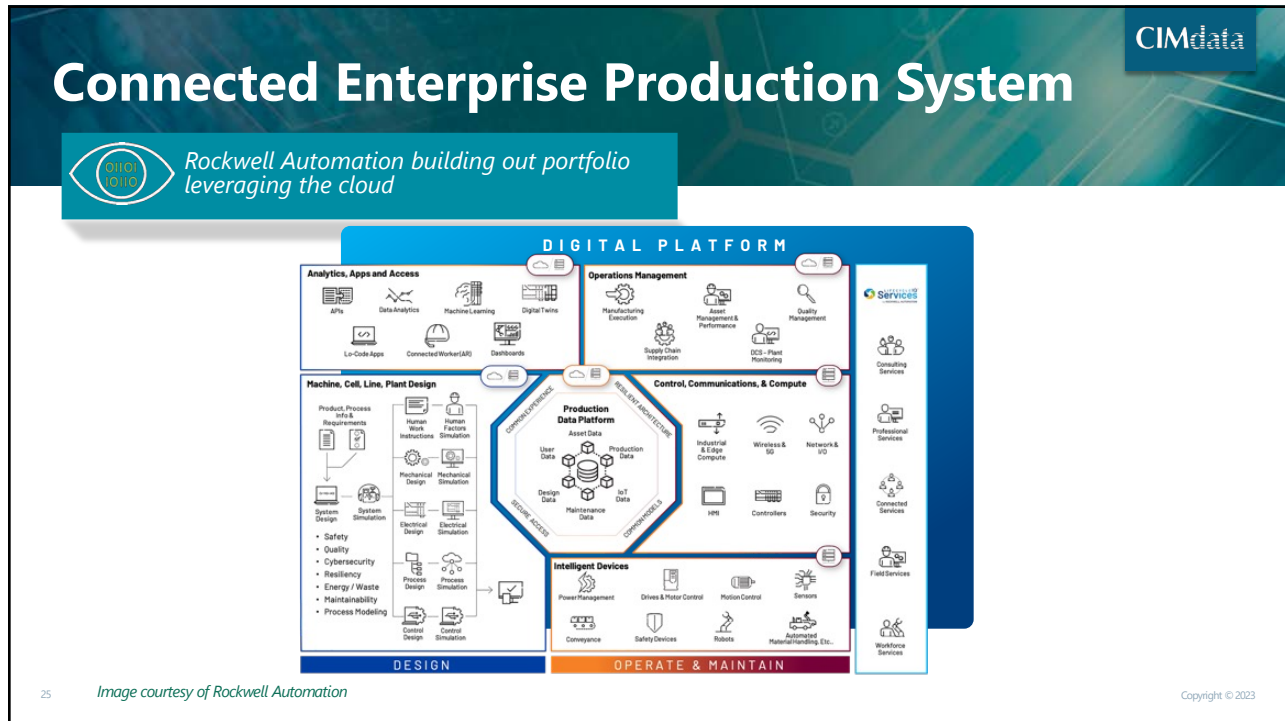 CIMdata
Connected Enterprise Production System
01101
10110
Rockwell Automation building out portfolio
leveraging the cloud
DIGITAL PLATFORM
Analytics, Apps and Access
APIs
Data Analytics
Machine Learning
Digital Twins
Lo-Code Apps
Connected Worker(AR)
Dashboards
Operations Management
Manufacturing
Execution
Asset
Management &
Performance
Quality
Management
Supply Chain
Integration
DCS - Plant
Monitoring
Machine, Cell, Line, Plant Design
Product, Process
Info &
Requirements
Human
Work
Instructions
Human
Factors
Simulation
Mechanical
Design
Mechanical
Simulation
System
Design
System
Simulation
Electrical
Design
Electrical
Simulation
• Safety
• Quality
• Cybersecurity
• Resiliency
• Energy / Waste
• Maintainability
• Process Modeling
Process
Design
Process
Simulation
Control
Design
Control
Simulation
COMMON EXPERIENCE
RESILIENT ARCHITECTURE
SECURE ACCESS
COMMON MODELS
Production
Data Platform
Asset Data
User
Data
Production
Data
Design
Data
IoT
Data
Maintenance
Data
Control, Communications, & Compute
Industrial
& Edge
Compute
Wireless &
5G
Network &
I/O
HMI
Controllers
Security
Intelligent Devices
Power Management
Drives & Motor Control
Motion Control
Sensors
Conveyance
Safety Devices
Robots
Automated
Material Handling, Etc..
LIFECYCLEIQ
Services
Consulting
Services
Professional
Services
Connected
Services
Field Services
Workforce
Services
DESIGN
OPERATE & MAINTAIN
25
Image courtesy of Rockwell Automation
Copyright © 2023